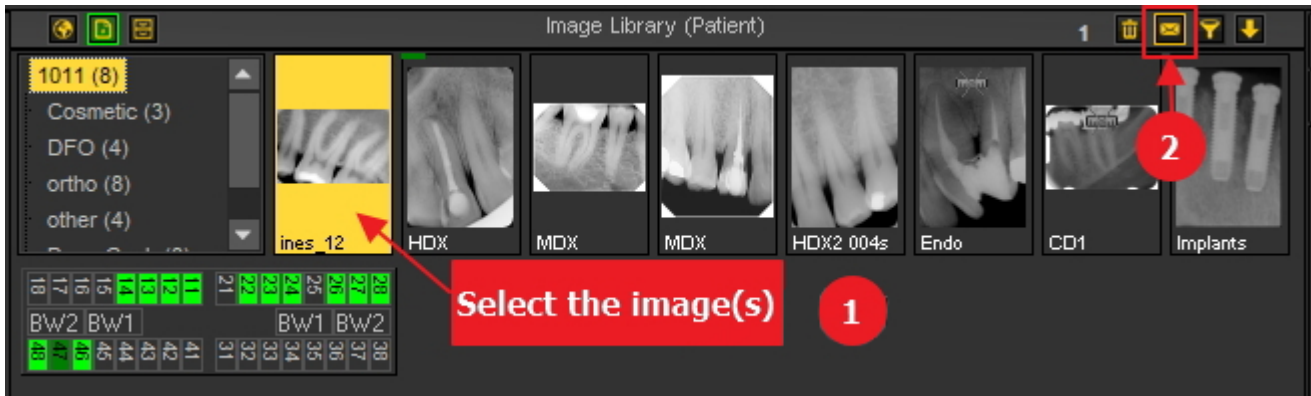 Image Library (Patient)
1
1011 (8)
Cosmetic (3)
DFO (4)
ortho (8)
other (4)
ines_12
HDX
MDX
MDX
HDX2 004s
Endo
CD1
Implants
mom
mom
2
Select the image(s)
1
18 17 16 15 14 13 12 11 21 22 23 24 25 26 27 28
BW2 BW1 BW1 BW2
48 47 46 45 44 43 42 41 31 32 33 34 35 36 37 38